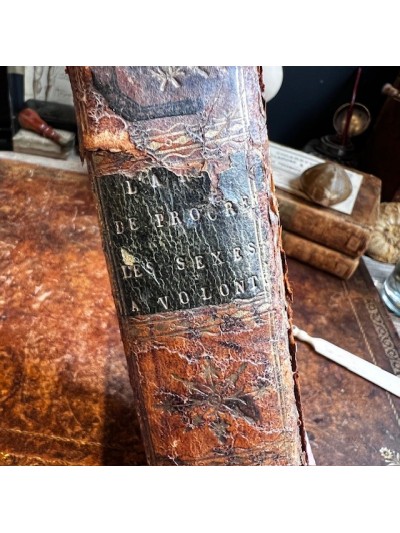 DE PROCRE
LES SEXES
A VOLONT